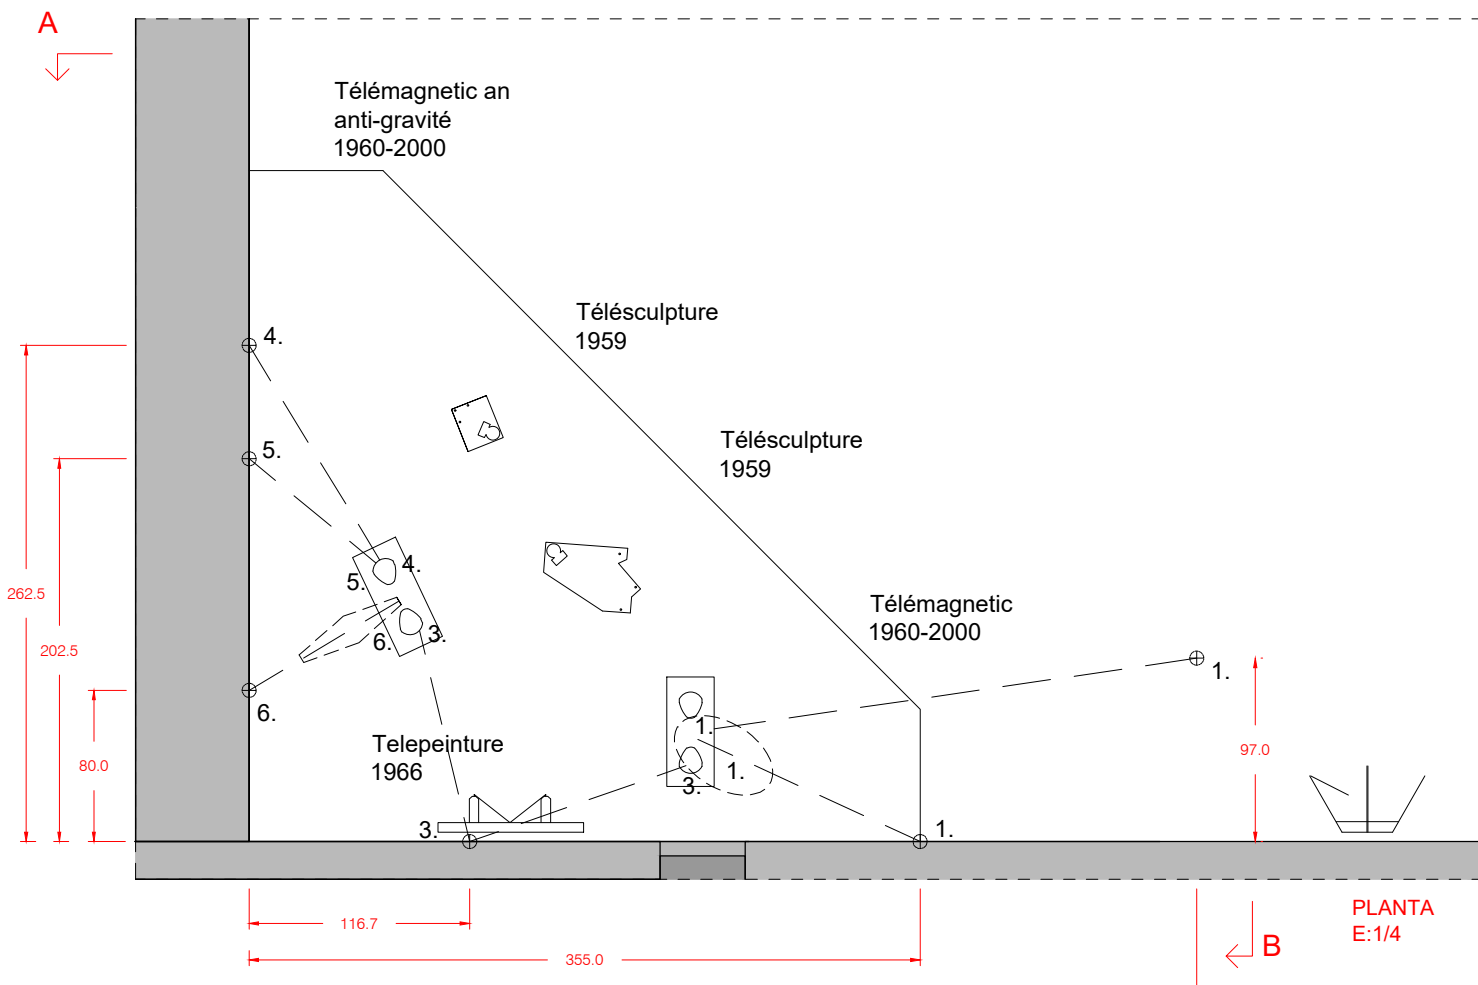 A
Télémagnetic an
anti-gravité
1960-2000
Télésculpture
1959
4.
Télésculpture
1959
5.
4.
5.
262.5
Télémagnetic
1960-2000
3.
6.
202.5
1.
6.
1.
Telepeinture
1966
97.0
80.0
1.
3.
3.
1.
116.7
355.0
B
PLANTA
E:1/4